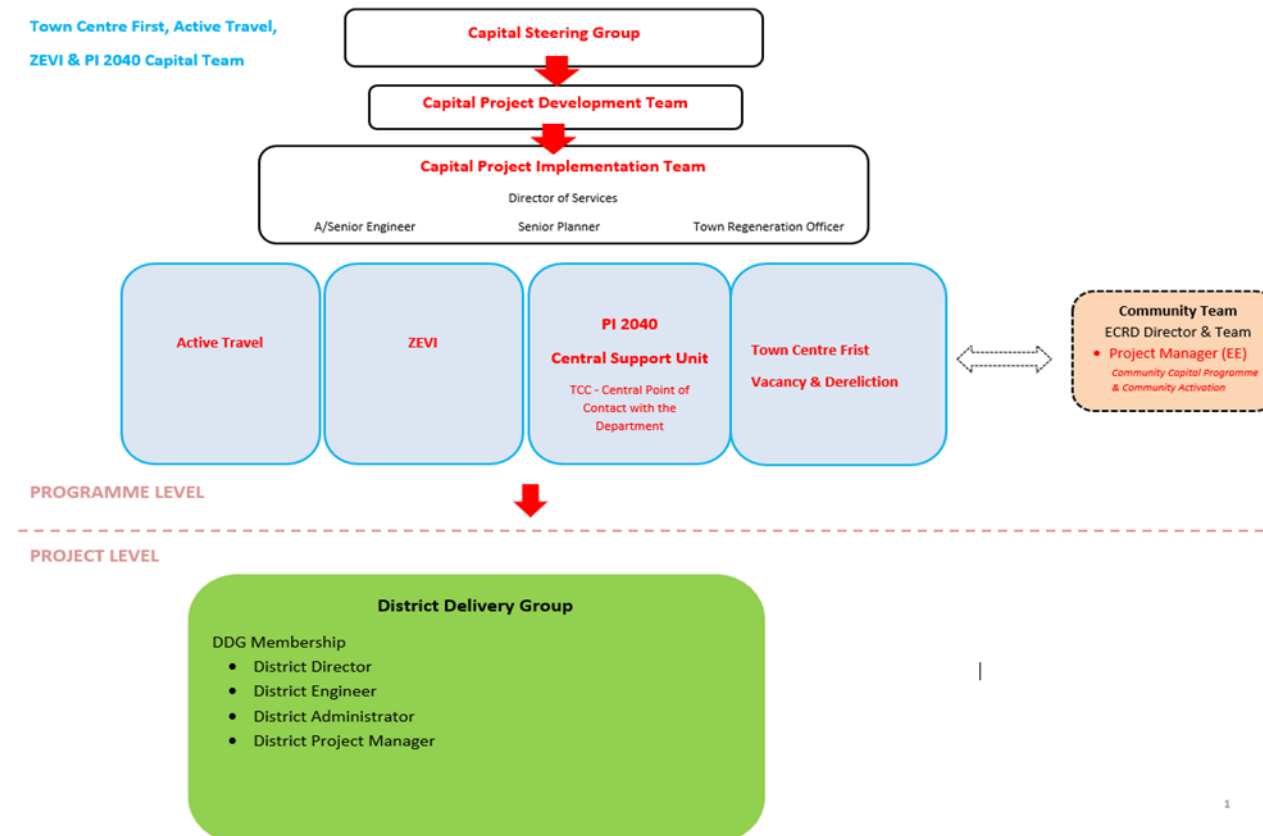 Town Centre First, Active Travel,
ZEVI & PI 2040 Capital Team
Capital Steering Group
Capital Project Development Team
Capital Project Implementation Team
Director of Services
A/Senior Engineer
Senior Planner
Town Regeneration Officer
Active Travel
ZEVI
PI 2040
Central Support Unit
TCC - Central Point of
Contact with the
Department
Town Centre Frist
Vacancy & Dereliction
Community Team
ECRD Director & Team
• Project Manager (EE)
Community Capital Programme
& Community Activation
PROGRAMME LEVEL
PROJECT LEVEL
District Delivery Group
DDG Membership
• District Director
• District Engineer
• District Administrator
• District Project Manager
1